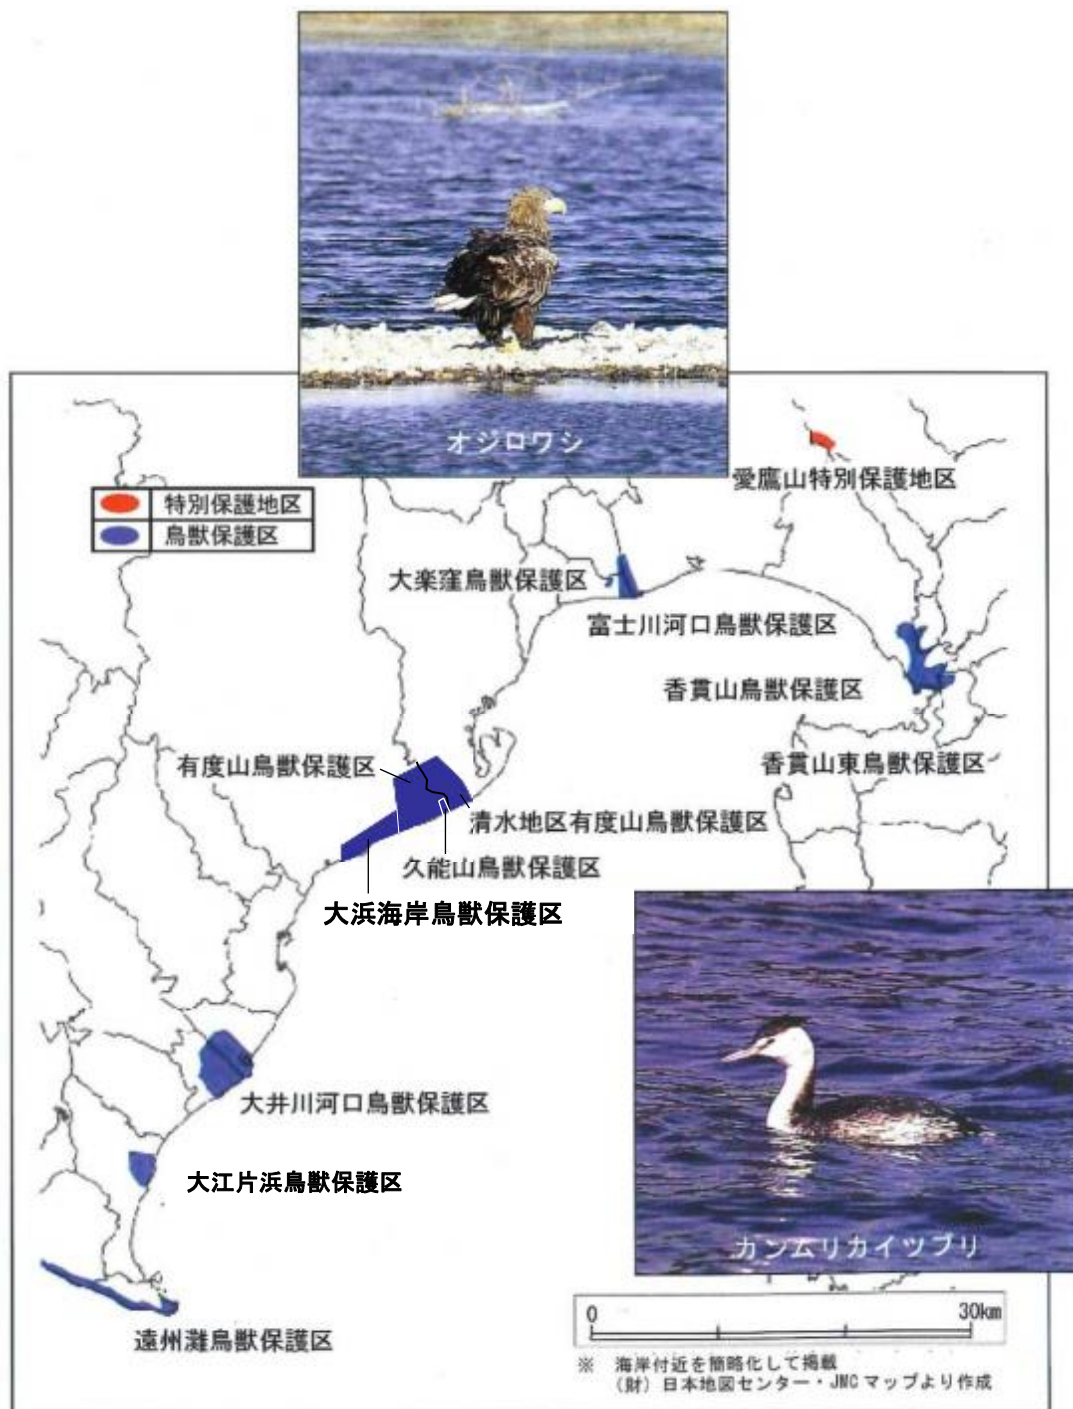 オジロワシ
愛鷹山特別保護地区
特別保護地区
鳥獣保護区
大楽窪鳥獣保護区
富士川河口鳥獣保護区
香貫山鳥獣保護区
香貫山東鳥獣保護区
有度山鳥獣保護区
清水地区有度山鳥獣保護区
久能山鳥獣保護区
大浜海岸鳥獣保護区
大井川河口鳥獣保護区
大江片浜鳥獣保護区
カンムリカイツブリ
遠州灘鳥獣保護区
0 30km
※ 海岸付近を簡略化して掲載
(財)日本地図センター・JMCマップより作成